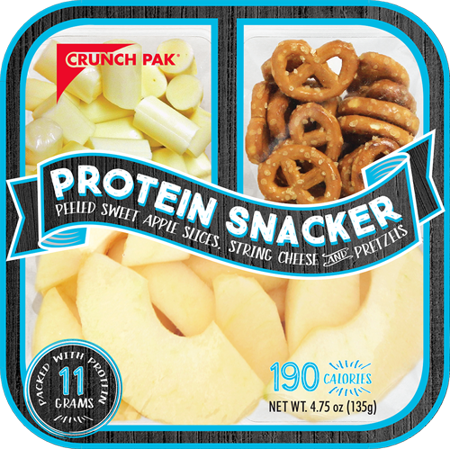 CRUNCH PAK®
PROTEIN SNACKER
PEELED SWEET APPLE SLICES, STRING CHEESE AND PRETZELS
PACKED WITH PROTEIN
11
GRAMS
190 CALORIES
NET WT. 4.75 oz (135g)